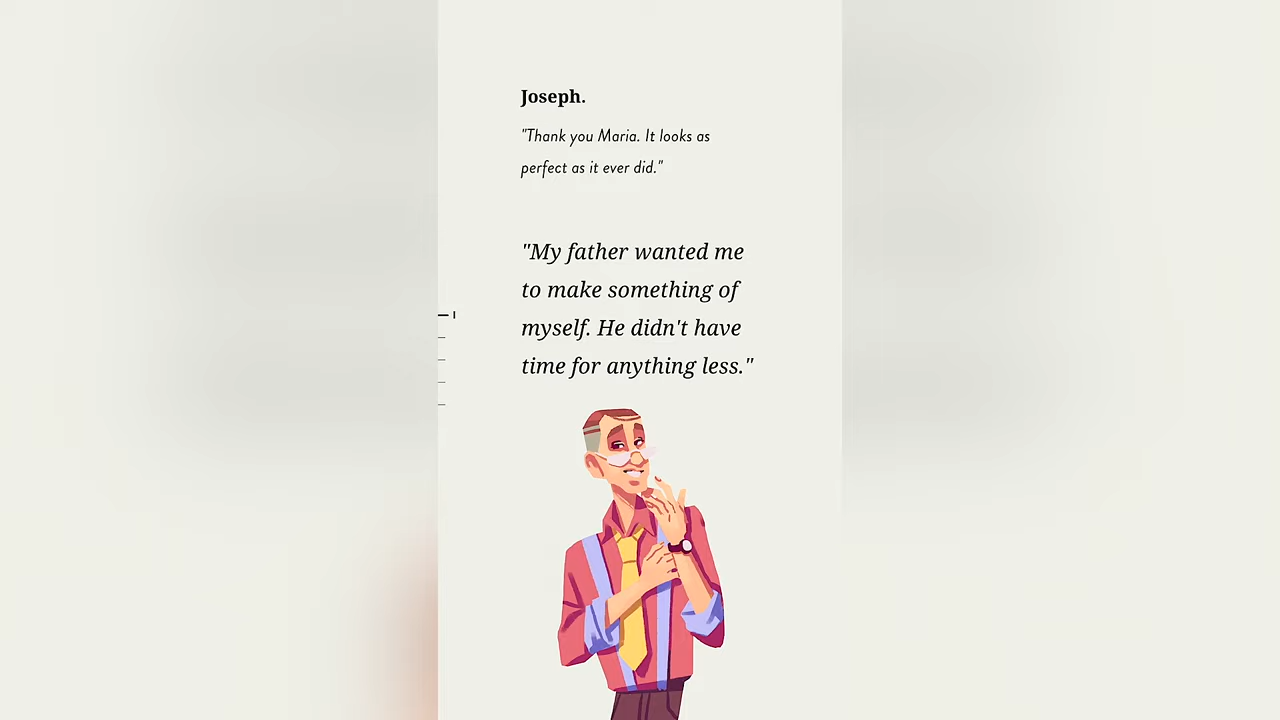 Joseph.
"Thank you Maria. It looks as
perfect as it ever did."
"My father wanted me
to make something of
myself. He didn't have
time for anything less."